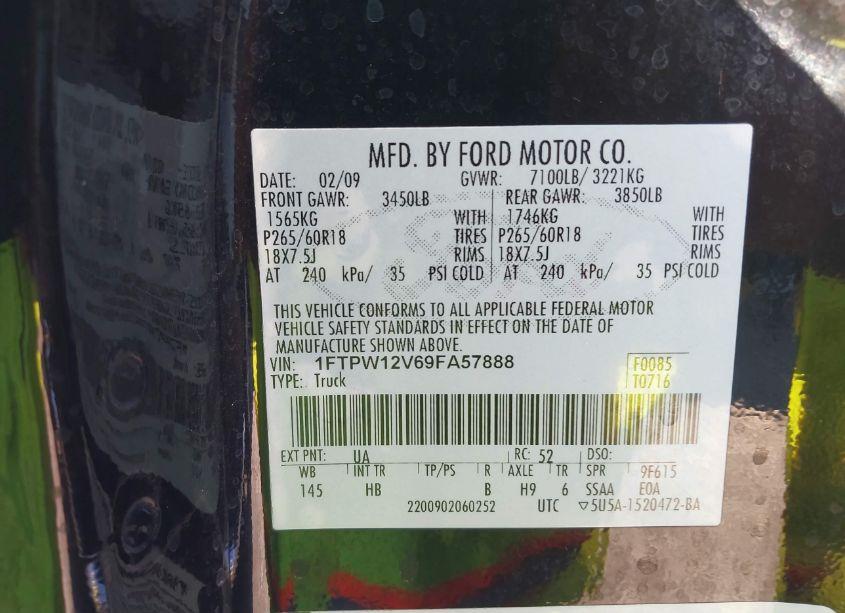 MFD. BY FORD MOTOR CO.
DATE: 02/09 GVWR: 7100LB/ 3221KG
FRONT GAWR: 3450LB REAR GAWR: 3850LB
1565KG WITH 1746KG WITH
P265/60R18 TIRES P265/60R18 TIRES
18X7.5J RIMS 18X7.5J RIMS
AT 240 kPa/ 35 PSI COLD AT 240 kPa/ 35 PSI COLD
THIS VEHICLE CONFORMS TO ALL APPLICABLE FEDERAL MOTOR
VEHICLE SAFETY STANDARDS IN EFFECT ON THE DATE OF
MANUFACTURE SHOWN ABOVE.
VIN: 1FTPW12V69FA57888 F0085
TYPE: Truck T0716
EXT PNT: UA RC: 52 DSO:
WB INT TR TP/PS R AXLE TR SPR 9F615
145 HB B H9 6 SSAA EOA
2200902060252 UTC ▽5U5A-1520472-BA